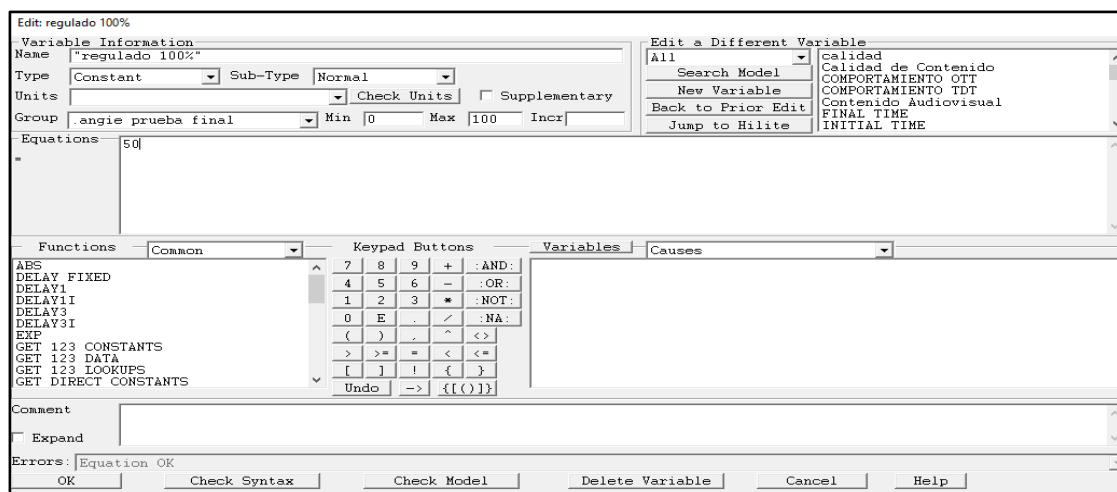 Edit: regulado 100%
Variable Information
Name "regulado 100%"
Type Constant Sub-Type Normal
Units Check Units Supplementary
Group .angie prueba final Min 0 Max 100 Incr
Edit a Different Variable
All
Search Model
New Variable
Back to Prior Edit
Jump to Hilite
calidad
Calidad de Contenido
COMPORTAMIENTO OTT
COMPORTAMIENTO TDT
Contenido Audiovisual
FINAL TIME
INITIAL TIME
Equations
=
50
Functions Common
ABS
DELAY FIXED
DELAY1
DELAY1I
DELAY3
DELAY3I
EXP
GET 123 CONSTANTS
GET 123 DATA
GET 123 LOOKUPS
GET DIRECT CONSTANTS
Keypad Buttons
7 8 9 + :AND:
4 5 6 - :OR:
1 2 3 * :NOT:
0 E . / :NA:
( ) , ^ <>
> >= = < <=
[ ] ! { }
Undo -> {[()]}
Variables Causes
Comment
Expand
Errors: Equation OK
OK Check Syntax Check Model Delete Variable Cancel Help